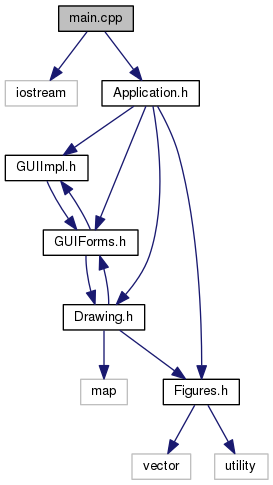 main.cpp
iostream
Application.h
GUIImpl.h
GUIForms.h
Drawing.h
map
Figures.h
vector
utility